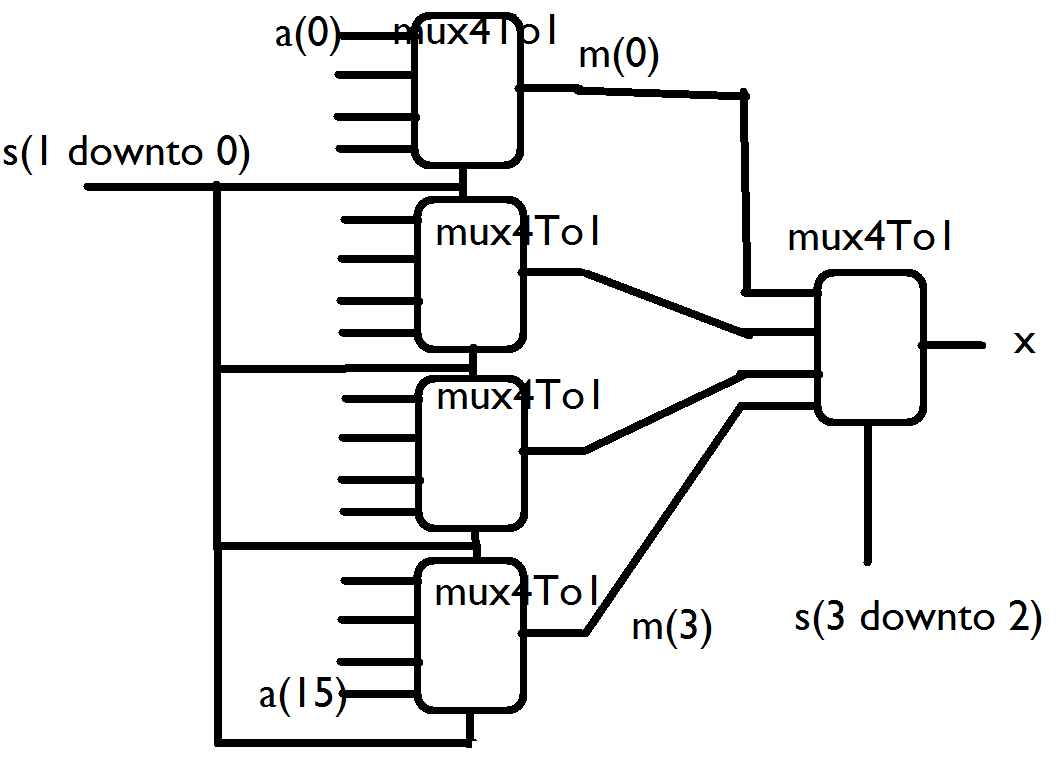 a(0)
mux4To1
m(0)
s(1 downto 0)
mux4To1
mux4To1
x
mux4To1
mux4To1
m(3)
s(3 downto 2)
a(15)